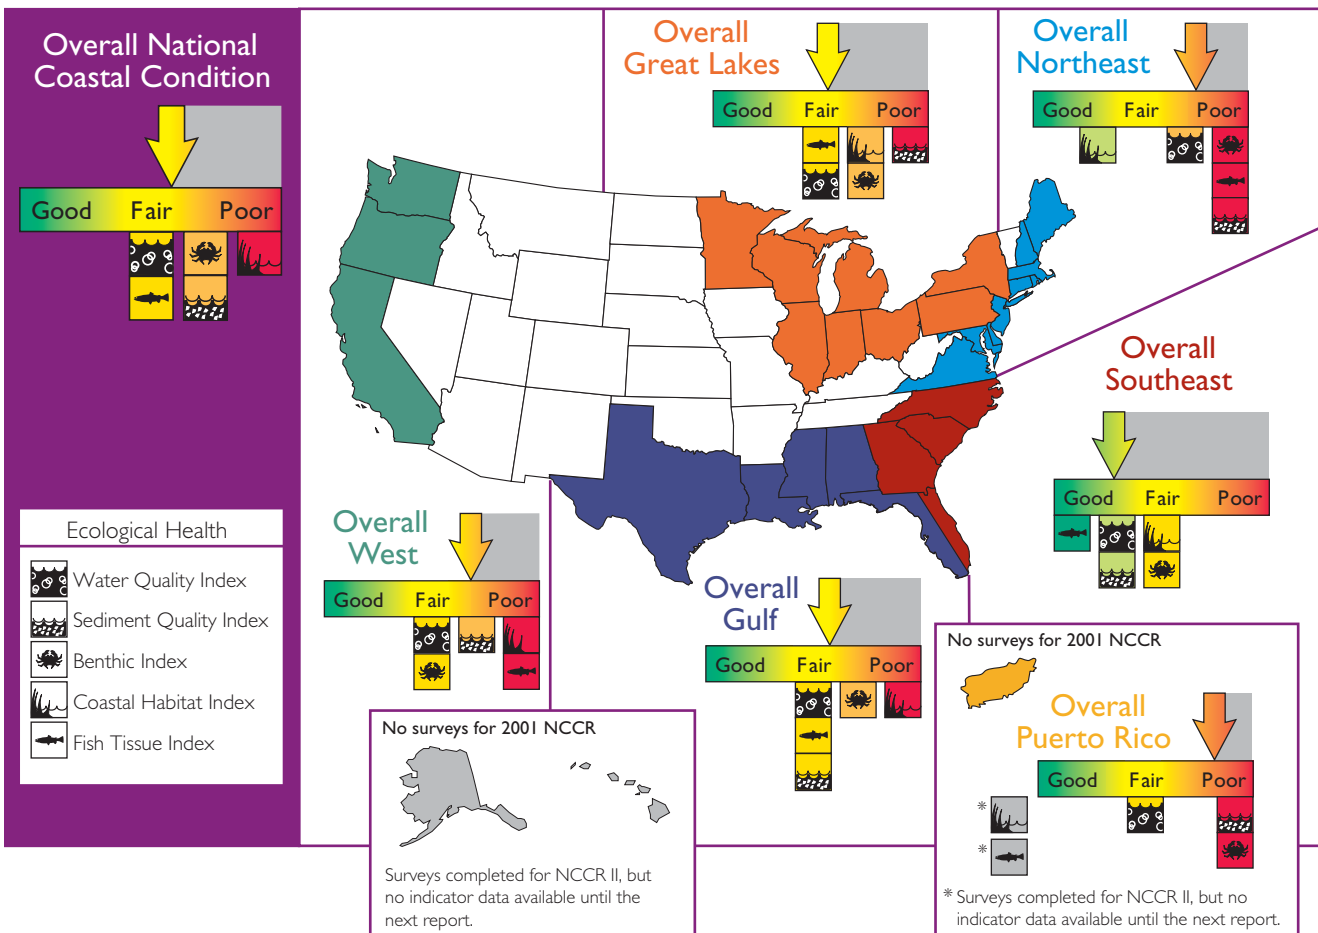 Overall National
Coastal Condition
Good Fair Poor
Ecological Health
Water Quality Index
Sediment Quality Index
Benthic Index
Coastal Habitat Index
Fish Tissue Index
Overall
Great Lakes
Good Fair Poor
Overall
Northeast
Good Fair Poor
Overall
Southeast
Good Fair Poor
Overall
West
Good Fair Poor
Overall
Gulf
Good Fair Poor
No surveys for 2001 NCCR
Surveys completed for NCCR II, but
no indicator data available until the
next report.
No surveys for 2001 NCCR
Overall
Puerto Rico
Good Fair Poor
*
*
* Surveys completed for NCCR II, but no
indicator data available until the next report.